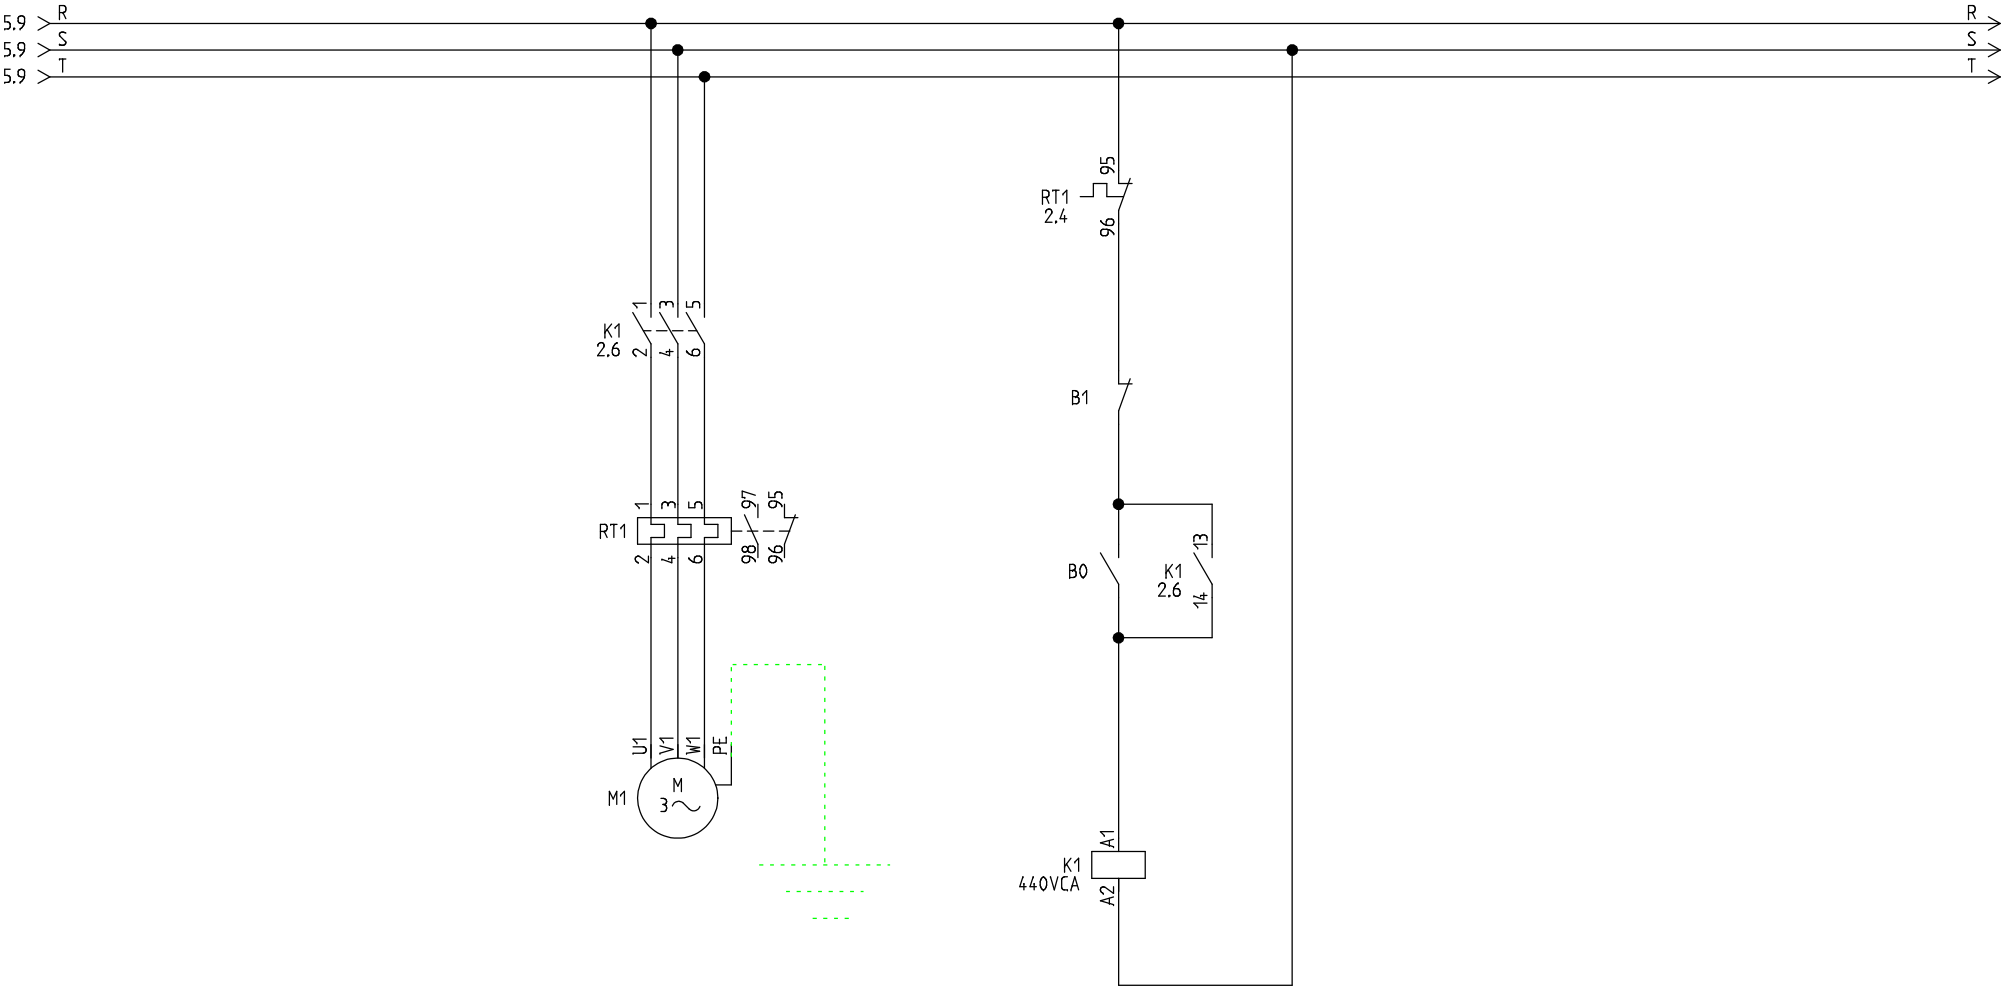 5.9 R R
5.9 S S
5.9 T T
95
RT1
2.4
96
1 3 5
K1
2.6
2 4 6
B1
1 3 5 97 95
RT1
2 4 6 98 96
13
B0 K1
2.6
14
U1 V1 W1 PE
M
M1 3
A1
K1
440VCA
A2